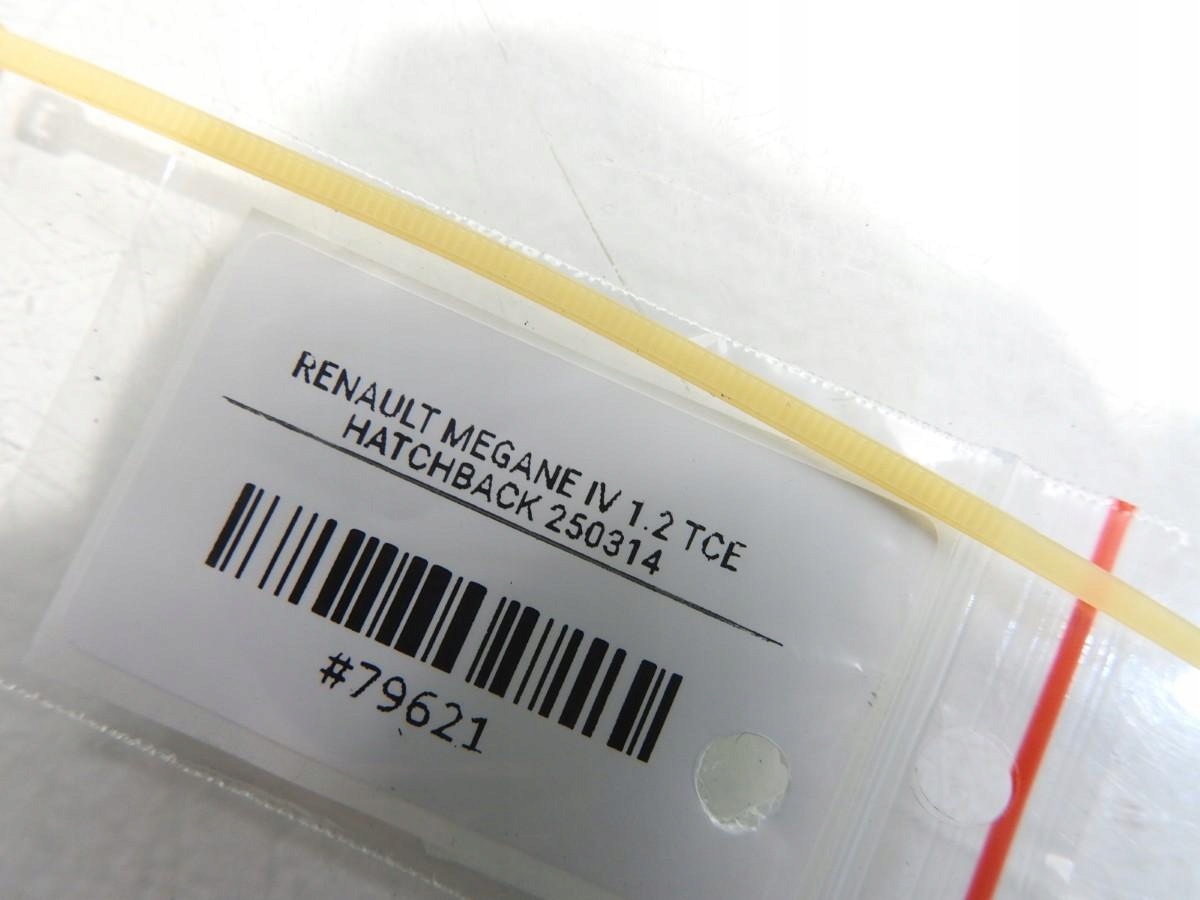 RENAULT MEGANE IV 1.2 TCE
HATCHBACK 250314
#79621